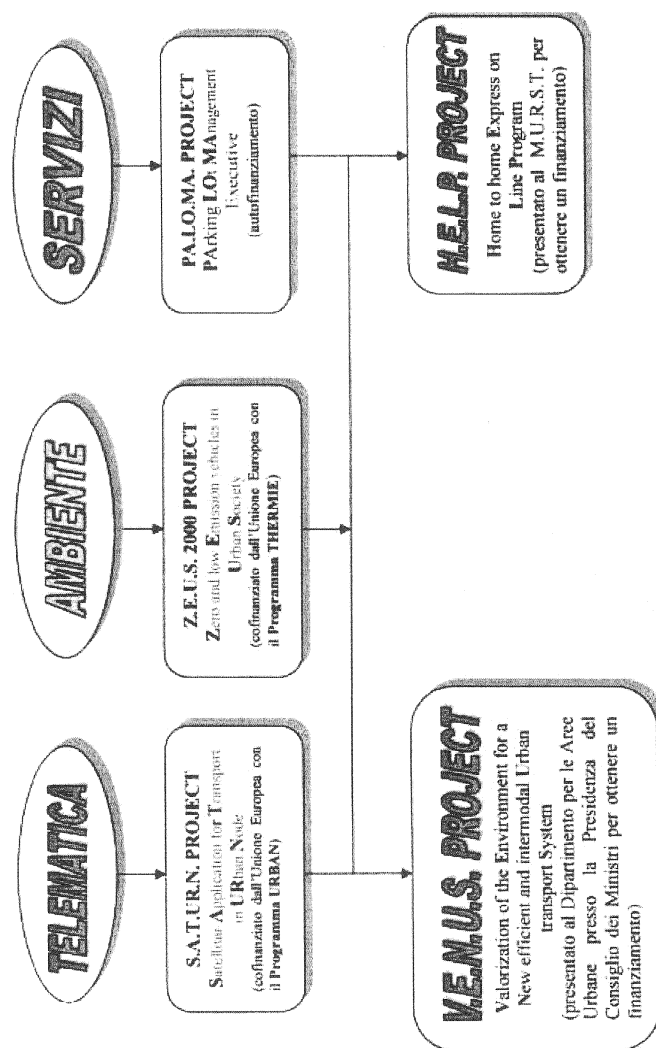 TELEMATICA
AMBIENTE
SERVIZI
S.A.T.UR.N. PROJECT
Satellitar Application for Transport
in URban Node
(cofinanziato dall'Unione Europea con
il Programma URBAN)
Z.E.U.S. 2000 PROJECT
Zero and low Emission vehicles in
Urban Society
(cofinanziato dall'Unione Europea con
il Programma THERMIE)
PA.LO.MA. PROJECT
PArking LOt MAnagement
Executive
(autofinanziamento)
V.E.N.U.S. PROJECT
Valorization of the Environment for a
New efficient and intermodal Urban
transport System
(presentato al Dipartimento per le Aree
Urbane presso la Presidenza del
Consiglio dei Ministri per ottenere un
finanziamento)
H.E.L.P. PROJECT
Home to home Express on
Line Program
(presentato al M.U.R.S.T. per
ottenere un finanziamento)